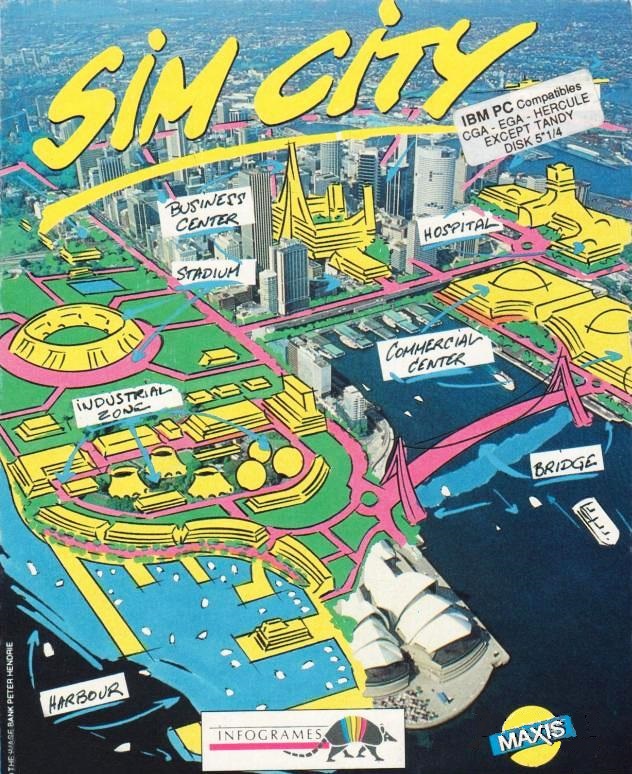 SIM CITY
IBM PC Compatibles
CGA - EGA - HERCULE
EXCEPT TANDY
DISK 5"1/4
BUSINESS
CENTER
HOSPITAL
STADIUM
COMMERCIAL
CENTER
INDUSTRIAL
ZONE
BRIDGE
HARBOUR
THE IMAGE BANK PETER HENDRIE
INFOGRAMES
MAXIS